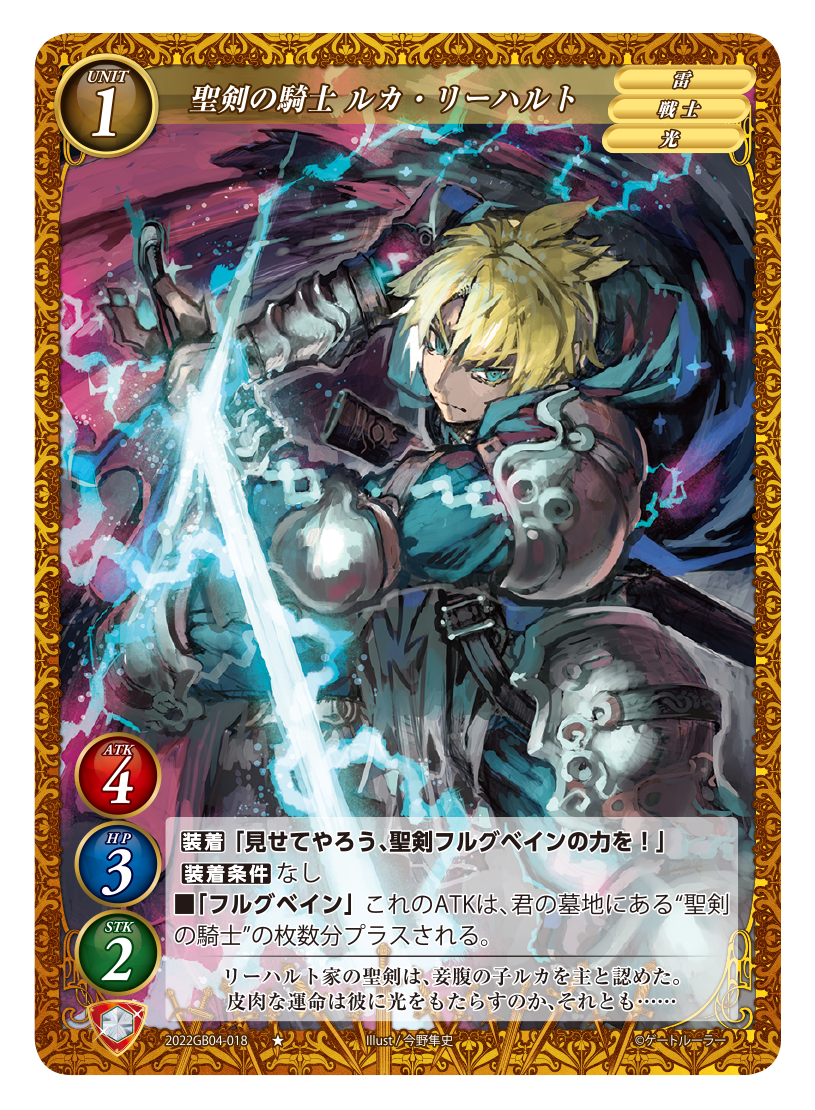 UNIT
1
聖剣の騎士 ルカ・リーハルト
雷
戦士
光
ATK
4
HP
3
STK
2
装着「見せてやろう、聖剣フルグベインの力を!」
装着条件 なし
■「フルグベイン」 これのATKは、君の墓地にある“聖剣
の騎士”の枚数分プラスされる。
リーハルト家の聖剣は、妾腹の子ルカを主と認めた。
皮肉な運命は彼に光をもたらすのか、それとも……
2022GB04-018 ★ Illust / 今野隼史 ©ゲートルーラー